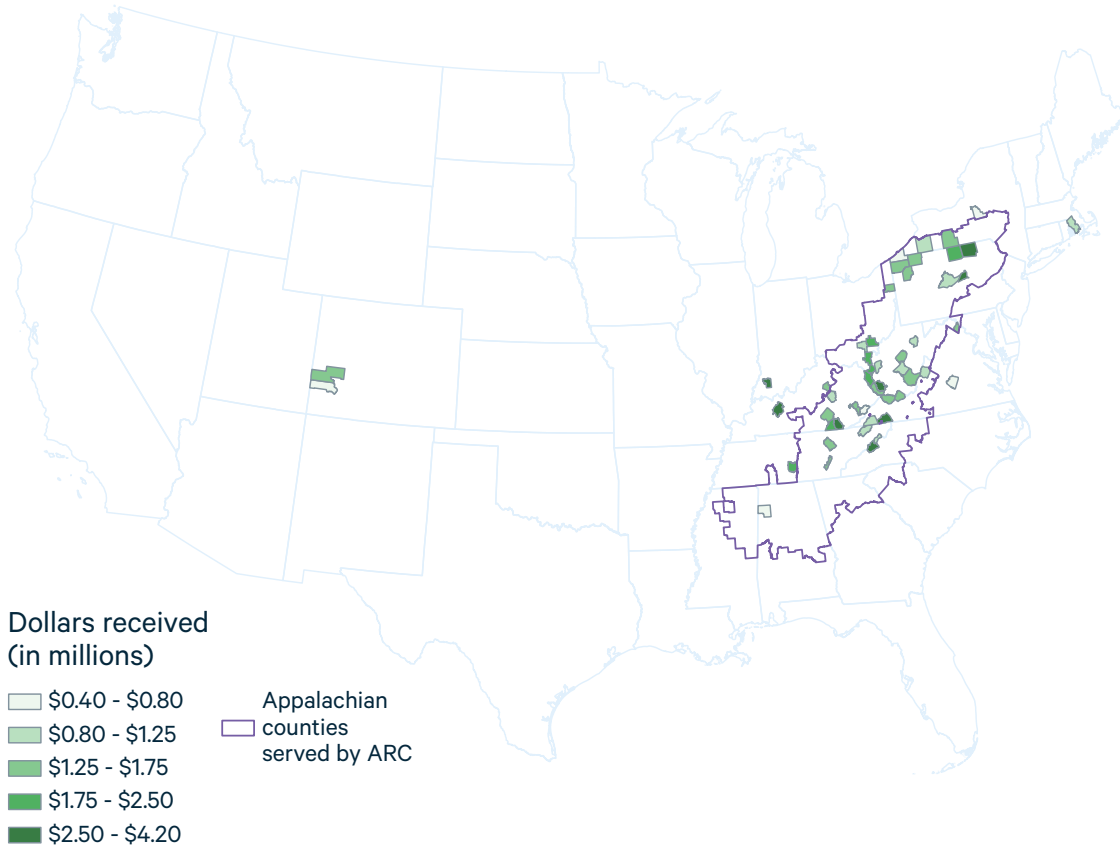 Dollars received
(in millions)
$0.40 - $0.80
$0.80 - $1.25
$1.25 - $1.75
$1.75 - $2.50
$2.50 - $4.20
Appalachian
counties
served by ARC